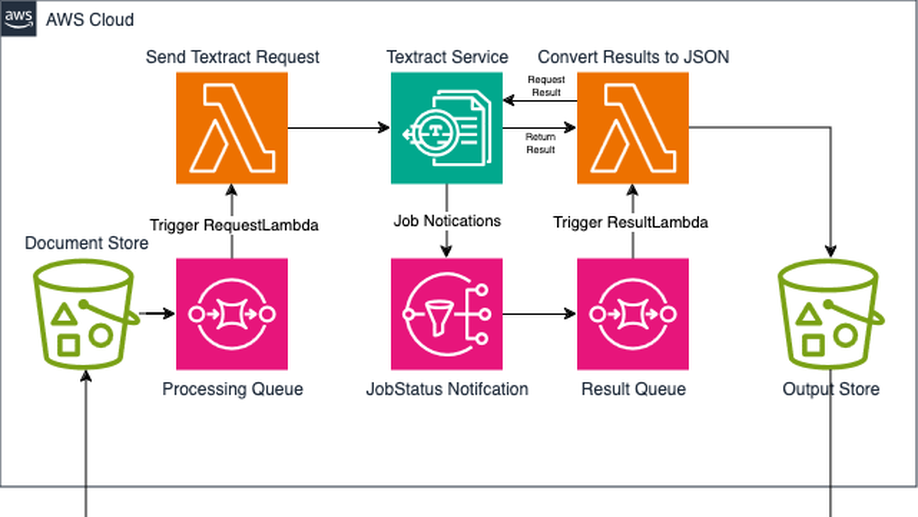 aws
AWS Cloud
Send Textract Request
Textract Service
Convert Results to JSON
Request
Result
T
Return
Result
Trigger RequestLambda
Job Notications
Trigger ResultLambda
Document Store
Processing Queue
JobStatus Notifcation
Result Queue
Output Store